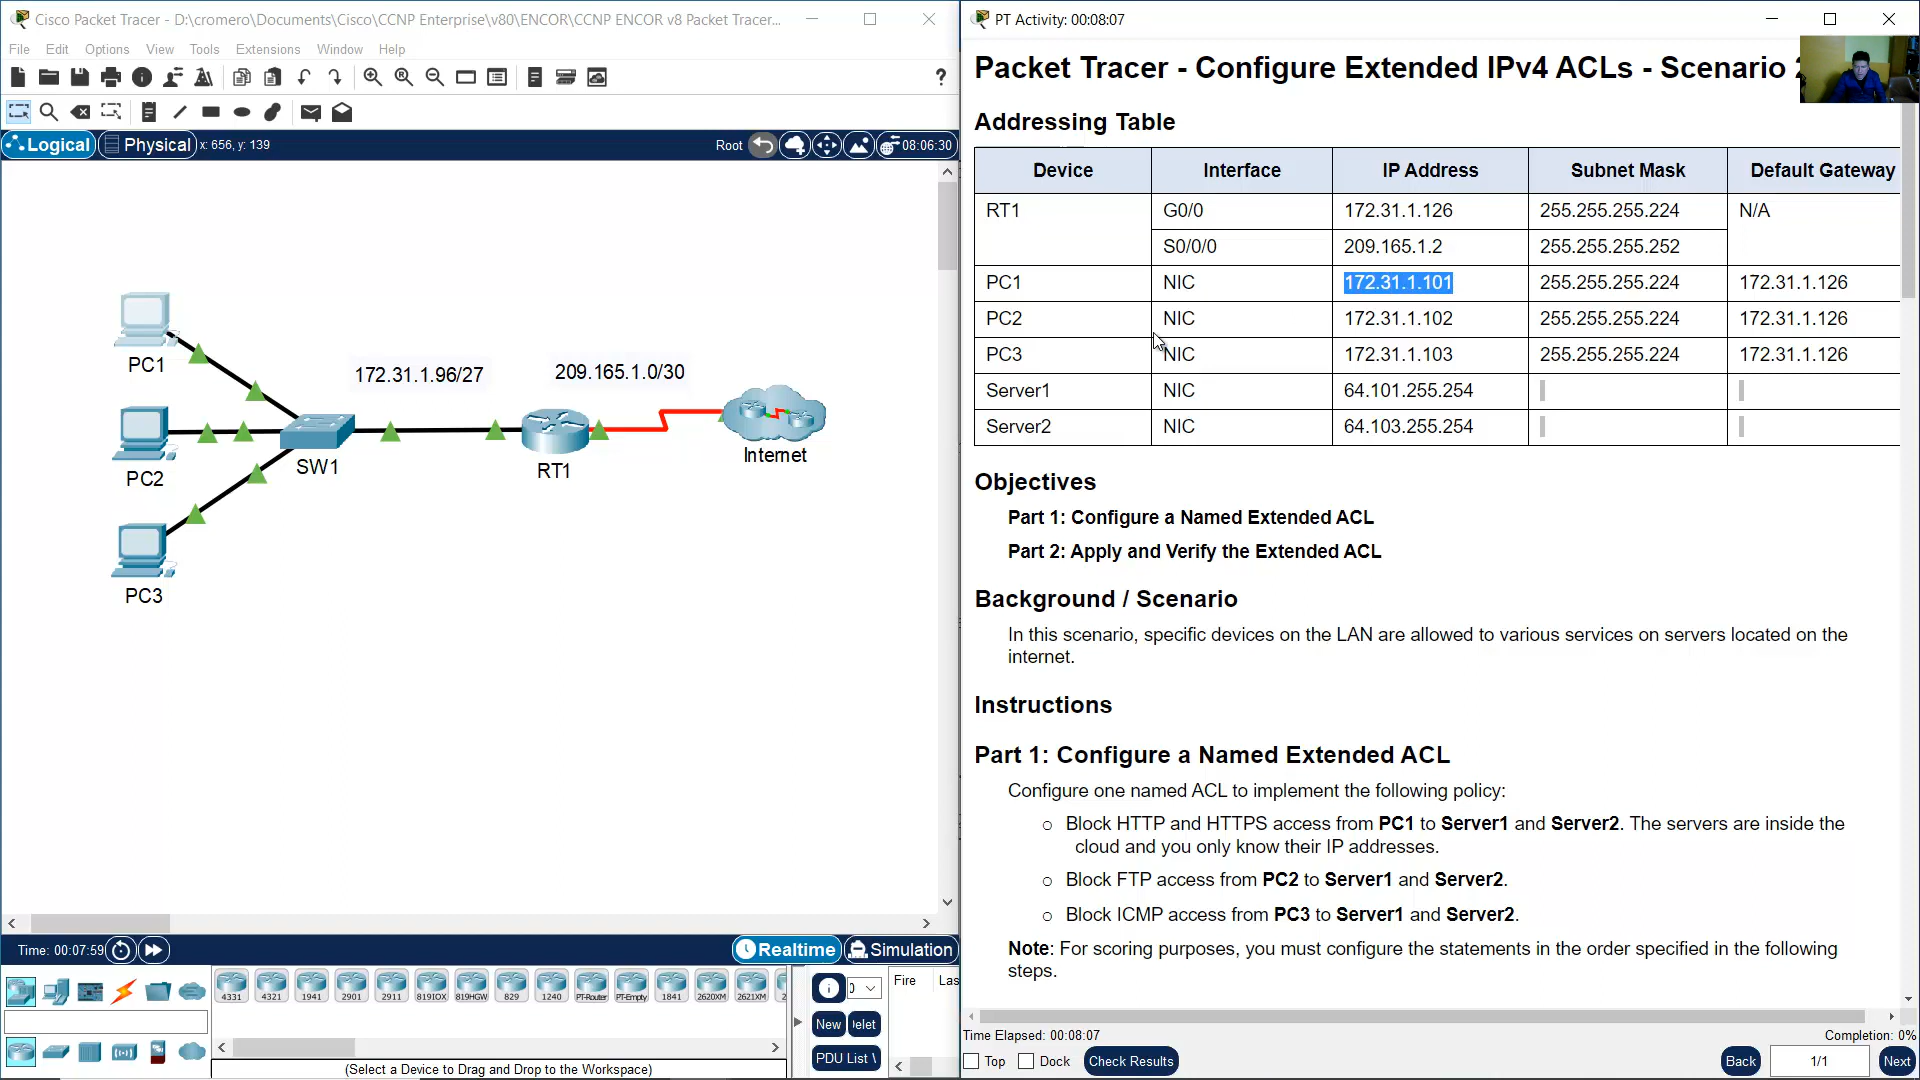 Cisco Packet Tracer - D:\cromero\Documents\Cisco\CCNP Enterprise\v80\ENCOR\CCNP ENCOR v8 Packet Tracer...
File Edit Options View Tools Extensions Window Help
?
Logical Physical x: 656, y: 139 Root 08:06:30
PC1
172.31.1.96/27
209.165.1.0/30
PC2
SW1
RT1
Internet
PC3
Time: 00:07:59 Realtime Simulation
4331 4321 1941 2901 2911 819IOX 819HGW 829 1240 PT-Router PT-Empty 1841 2620XM 2621XM
Fire Las
New elet
PDU List \
(Select a Device to Drag and Drop to the Workspace)
PT Activity: 00:08:07
Packet Tracer - Configure Extended IPv4 ACLs - Scenario
Addressing Table
Device Interface IP Address Subnet Mask Default Gateway
RT1 G0/0 172.31.1.126 255.255.255.224 N/A
S0/0/0 209.165.1.2 255.255.255.252
PC1 NIC 172.31.1.101 255.255.255.224 172.31.1.126
PC2 NIC 172.31.1.102 255.255.255.224 172.31.1.126
PC3 NIC 172.31.1.103 255.255.255.224 172.31.1.126
Server1 NIC 64.101.255.254
Server2 NIC 64.103.255.254
Objectives
Part 1: Configure a Named Extended ACL
Part 2: Apply and Verify the Extended ACL
Background / Scenario
In this scenario, specific devices on the LAN are allowed to various services on servers located on the
internet.
Instructions
Part 1: Configure a Named Extended ACL
Configure one named ACL to implement the following policy:
o Block HTTP and HTTPS access from PC1 to Server1 and Server2. The servers are inside the
cloud and you only know their IP addresses.
o Block FTP access from PC2 to Server1 and Server2.
o Block ICMP access from PC3 to Server1 and Server2.
Note: For scoring purposes, you must configure the statements in the order specified in the following
steps.
Time Elapsed: 00:08:07 Completion: 0%
Top Dock Check Results Back 1/1 Next